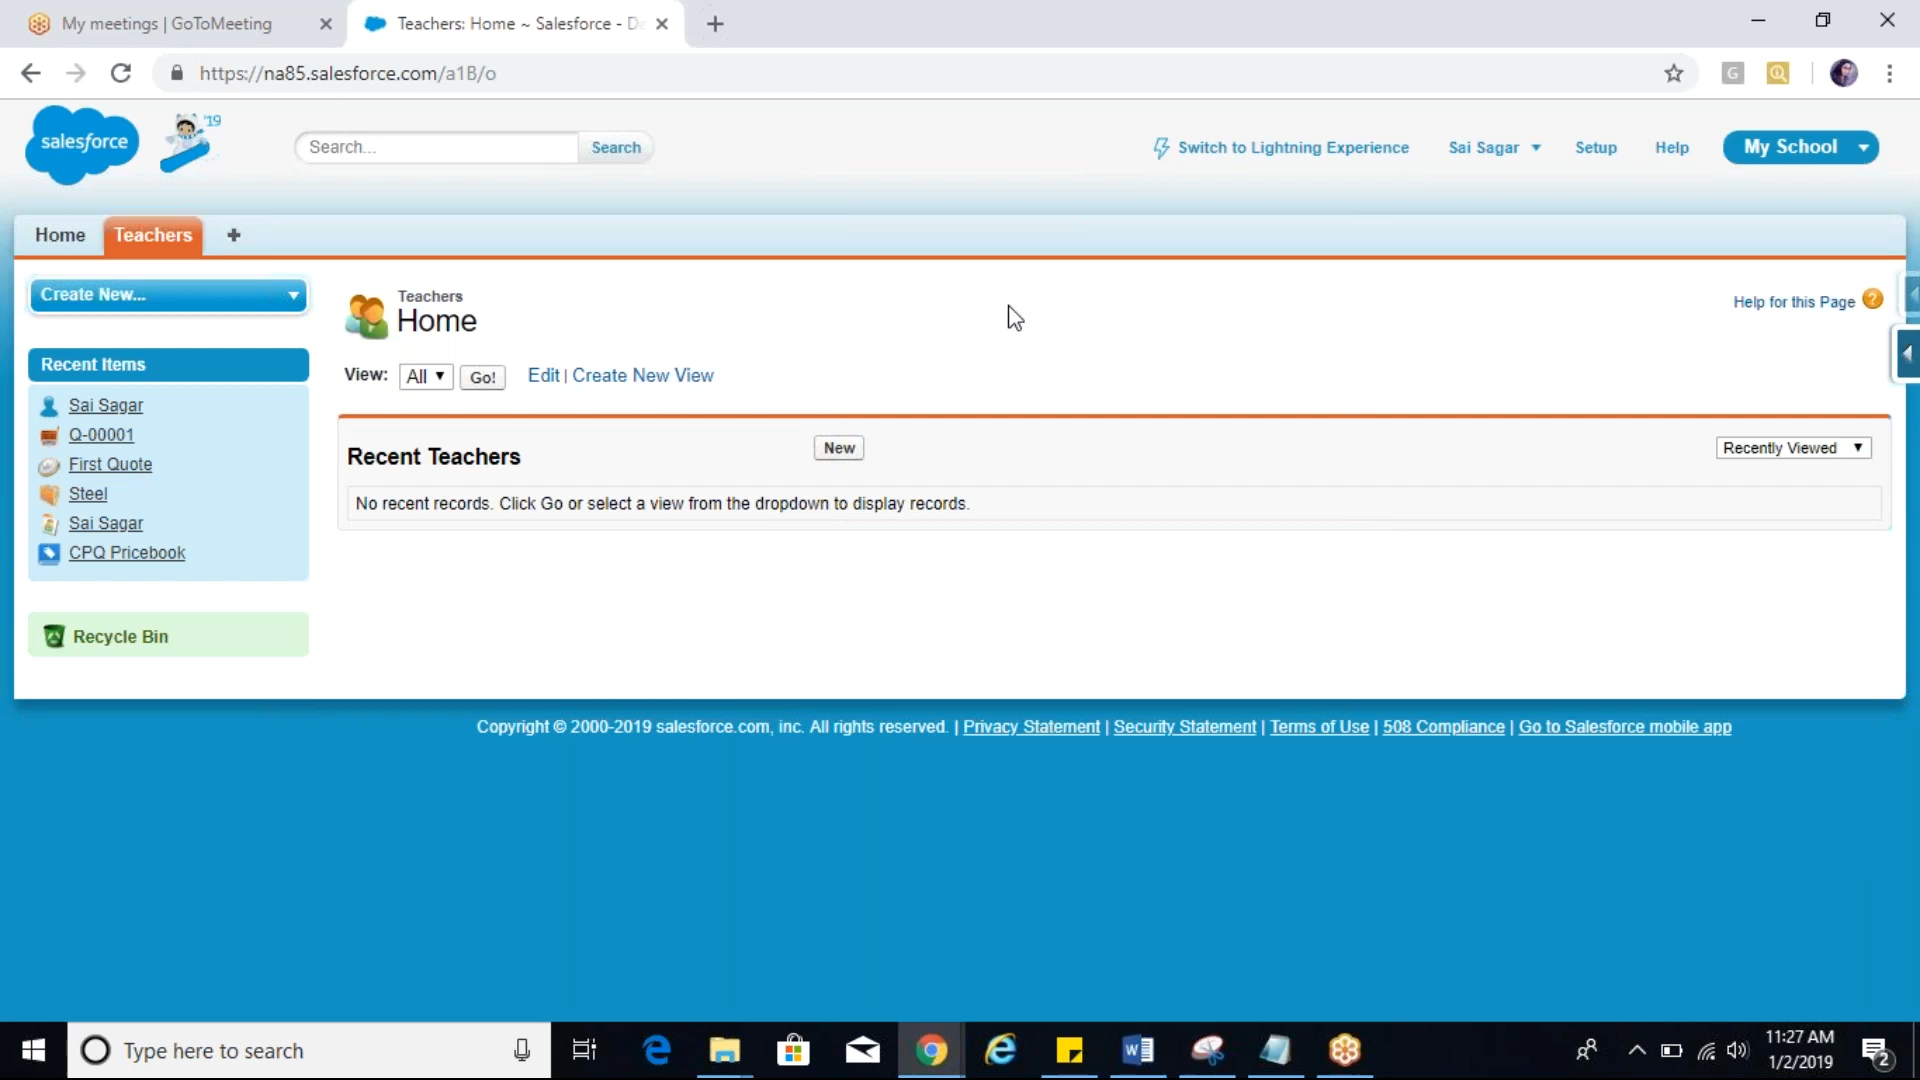 My meetings | GoToMeeting
Teachers: Home ~ Salesforce - De
https://na85.salesforce.com/a1B/o
G
salesforce
'19
Search...
Search
Switch to Lightning Experience
Sai Sagar
Setup
Help
My School
Home
Teachers
+
Create New...
Teachers
Home
Help for this Page
?
Recent Items
View:
All
Go!
Edit | Create New View
Sai Sagar
Q-00001
First Quote
Steel
Sai Sagar
CPQ Pricebook
Recent Teachers
New
Recently Viewed
No recent records. Click Go or select a view from the dropdown to display records.
Recycle Bin
Copyright © 2000-2019 salesforce.com, inc. All rights reserved. | Privacy Statement | Security Statement | Terms of Use | 508 Compliance | Go to Salesforce mobile app
Type here to search
11:27 AM
1/2/2019
2